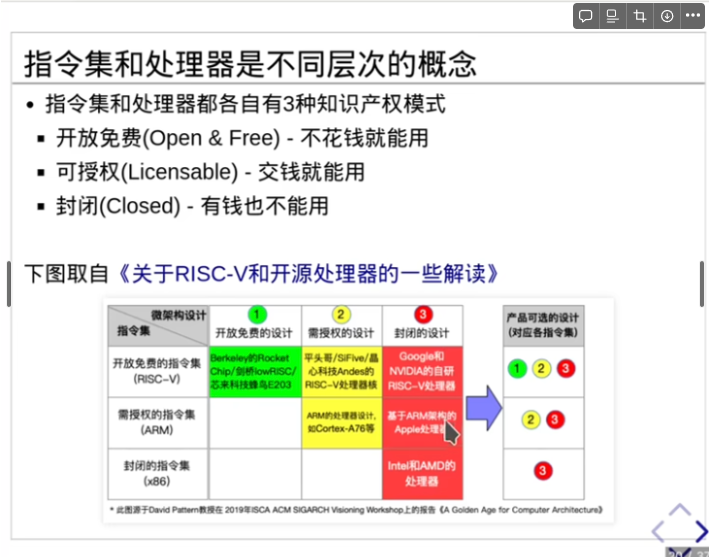 指令集和处理器是不同层次的概念
• 指令集和处理器都各自有3种知识产权模式
▪ 开放免费(Open & Free) - 不花钱就能用
▪ 可授权(Licensable) - 交钱就能用
▪ 封闭(Closed) - 有钱也不能用
下图取自《关于RISC-V和开源处理器的一些解读》
微架构设计
指令集
1
开放免费的设计
2
需授权的设计
3
封闭的设计
产品可选的设计
(对应各指令集)
开放免费的指令集
(RISC-V)
Berkeley的Rocket
Chip/剑桥lowRISC/
芯来科技蜂鸟E203
平头哥/SiFive/晶
心科技Andes的
RISC-V处理器核
Google和
NVIDIA的自研
RISC-V处理器
1 2 3
需授权的指令集
(ARM)
ARM的处理器设计,
如Cortex-A76等
基于ARM架构的
Apple处理器
2 3
封闭的指令集
(x86)
Intel和AMD的
处理器
3
* 此图源于David Pattern教授在 2019年ISCA ACM SIGARCH Visioning Workshop上的报告《A Golden Age for Computer Architecture》